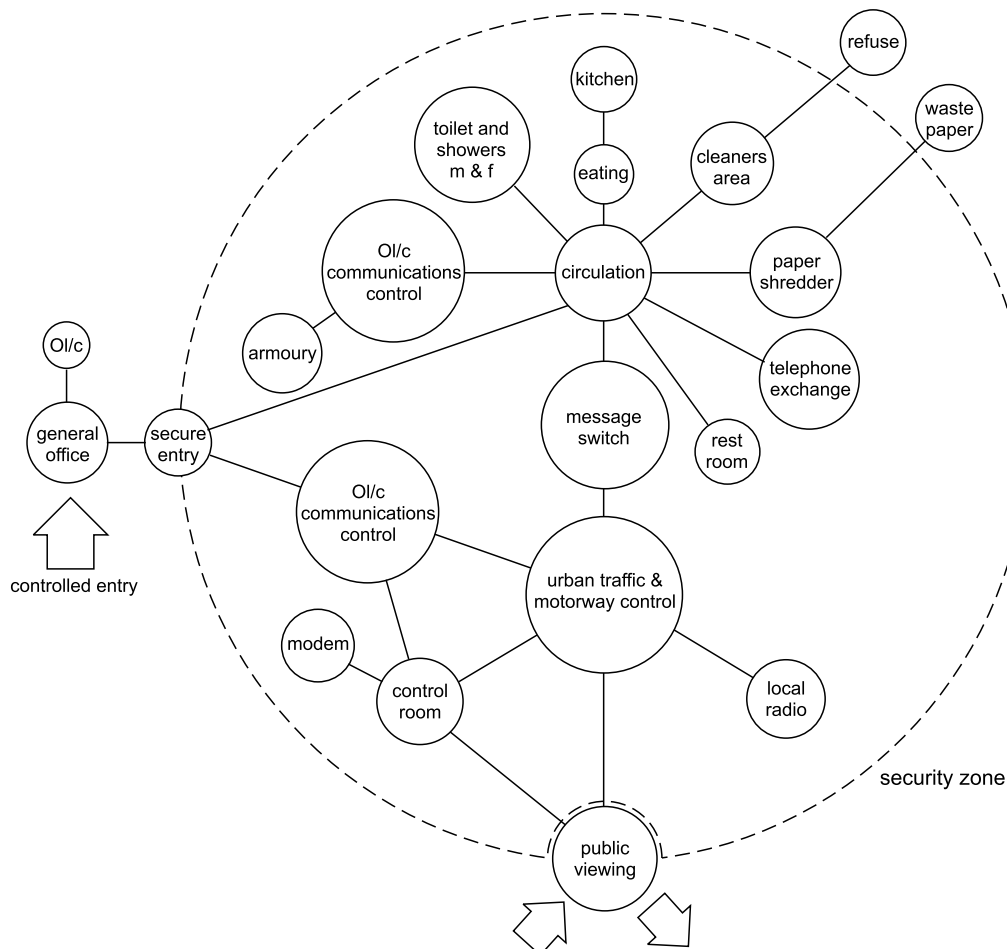 refuse
kitchen
waste
paper
toilet and
showers
m & f
cleaners
area
eating
OI/c
communications
control
circulation
paper
shredder
OI/c
armoury
telephone
exchange
general
office
secure
entry
message
switch
rest
room
OI/c
communications
control
controlled entry
urban traffic &
motorway control
modem
control
room
local
radio
security zone
public
viewing